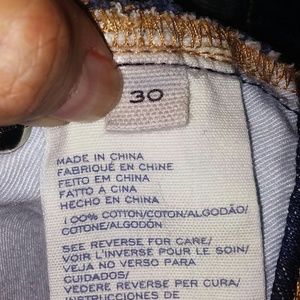 30
MADE IN CHINA
FABRIQUÉ EN CHINE
FEITO EM CHINA
FATTO A CINA
HECHO EN CHINA
100% COTTON/COTON/ALGODÃO/
COTONE/ALGODÓN
SEE REVERSE FOR CARE/
VOIR L'INVERSE POUR LE SOIN/
VEJA NO VERSO PARA
CUIDADOS/
VEDERE REVERSE PER CURA/
INSTRUCCIONES DE